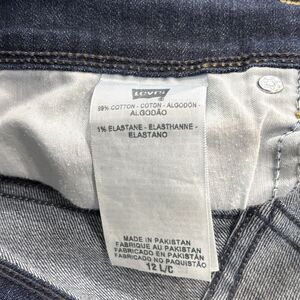 Levi's
99% COTTON - COTON - ALGODÓN -
ALGODÃO
1% ELASTANE - ELASTHANNE -
ELASTANO
MADE IN PAKISTAN
FABRIQUE AU PAKISTAN
FABRICADO EN PAKISTAN
FABRICADO NO PAQUISTÃO
12 L/C